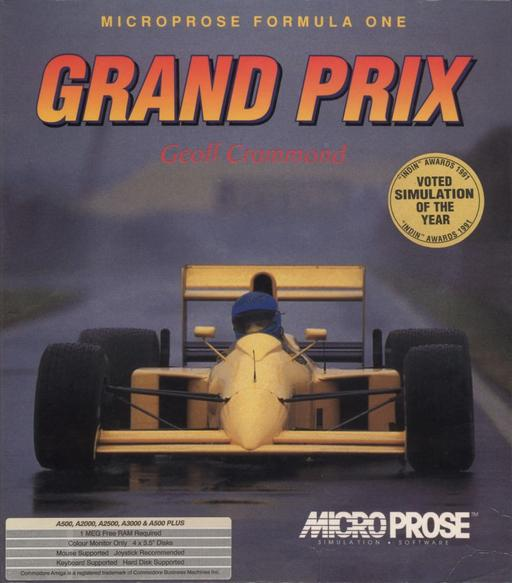 MICROPROSE FORMULA ONE
GRAND PRIX
Geoff Crammond
"INDIN" AWARDS 1991
VOTED
SIMULATION
OF THE
YEAR
"INDIN" AWARDS 1991
A500, A2000, A2500, A3000 & A500 PLUS
1 MEG Free RAM Required
Colour Monitor Only 4 x 3.5" Disks
Mouse Supported Joystick Recommended
Keyboard Supported Hard Disk Supported
Commodore Amiga is a registered trademark of Commodore Business Machines Inc.
MICROPROSE™
SIMULATION • SOFTWARE